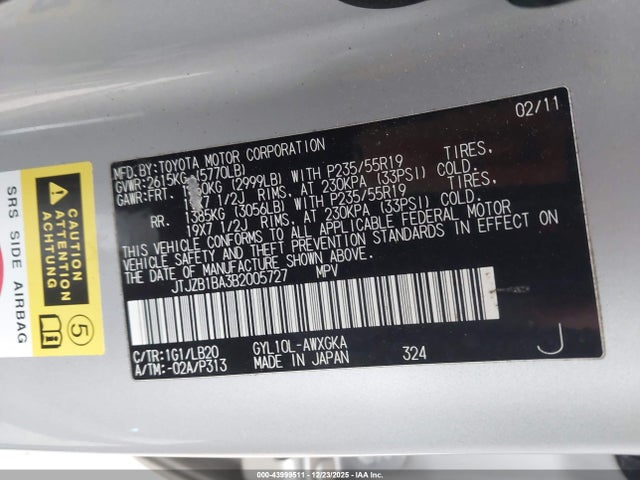 02/11
MFD.BY:TOYOTA MOTOR CORPORATION
GVWR:2615KG (5770LB)
GAWR:FRT. (2999LB) WITH P235/55R19 TIRES,
7 1/2J RIMS, AT 230KPA (33PSI) COLD.
RR. 1385KG (3056LB) WITH P235/55R19 TIRES,
19X7 1/2J RIMS, AT 230KPA (33PSI) COLD.
THIS VEHICLE CONFORMS TO ALL APPLICABLE FEDERAL MOTOR
VEHICLE SAFETY AND THEFT PREVENTION STANDARDS IN EFFECT ON
THE DATE OF MANUFACTURE SHOWN ABOVE.
JTJZB1BA3B2005727 MPV
C/TR:1G1/LB20 GYL10L-AWXGKA
A/TM:-02A/P313 MADE IN JAPAN 324 J
CAUTION
ATTENTION
ACHTUNG
5
SRS SIDE AIRBAG
000-43999511 - 12/23/2025 - IAA Inc.